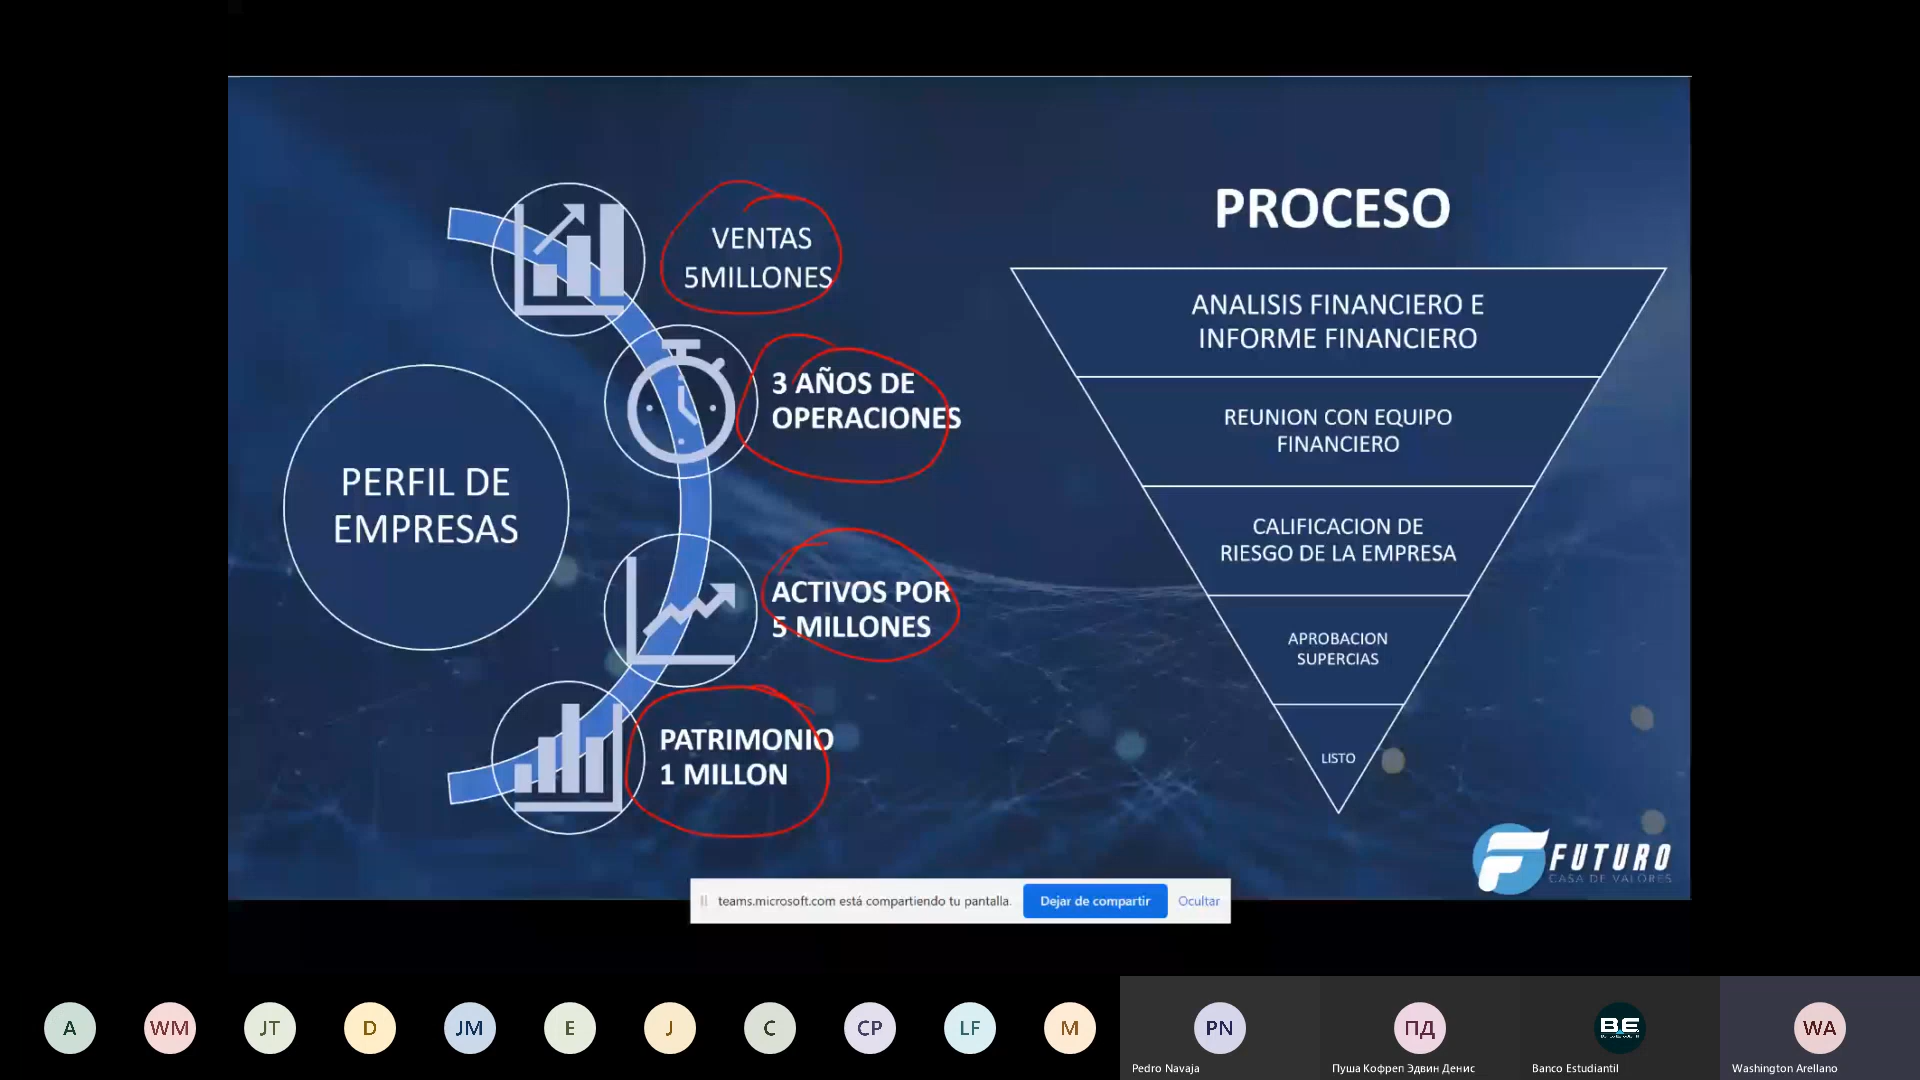 PERFIL DE
EMPRESAS
VENTAS
5MILLONES
3 AÑOS DE
OPERACIONES
ACTIVOS POR
5 MILLONES
PATRIMONIO
1 MILLON
PROCESO
ANALISIS FINANCIERO E
INFORME FINANCIERO
REUNION CON EQUIPO
FINANCIERO
CALIFICACION DE
RIESGO DE LA EMPRESA
APROBACION
SUPERCIAS
LISTO
FUTURO
CASA DE VALORES
teams.microsoft.com está compartiendo tu pantalla.
Dejar de compartir
Ocultar
A
WM
JT
D
JM
E
J
C
CP
LF
M
PN
Pedro Navaja
ПД
Пуша Кофреп Эдвин Денис
B.E
Banco Estudiantil
WA
Washington Arellano